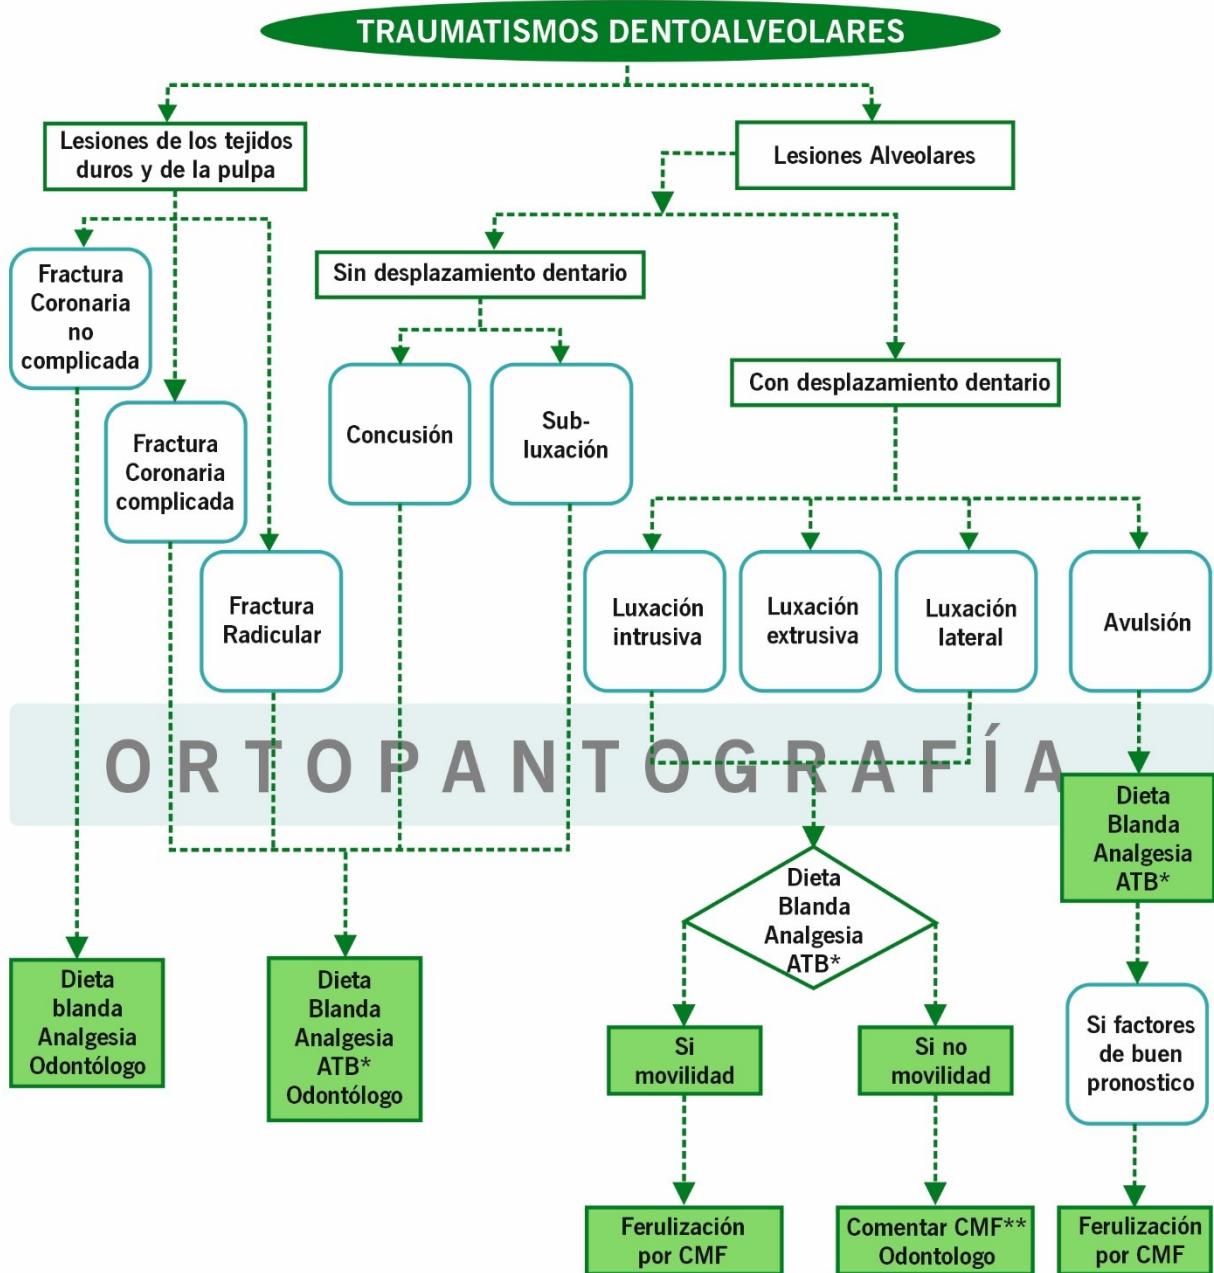 TRAUMATISMOS DENTOALVEOLARES
Lesiones de los tejidos
duros y de la pulpa
Lesiones Alveolares
Fractura
Coronaria
no
complicada
Sin desplazamiento dentario
Con desplazamiento dentario
Fractura
Coronaria
complicada
Concusión
Sub-
luxación
Fractura
Radicular
Luxación
intrusiva
Luxación
extrusiva
Luxación
lateral
Avulsión
ORTOPANTOGRAFÍA
Dieta
Blanda
Analgesia
ATB*
Dieta
Blanda
Analgesia
ATB*
Dieta
blanda
Analgesia
Odontólogo
Dieta
Blanda
Analgesia
ATB*
Odontólogo
Si
movilidad
Si no
movilidad
Si factores
de buen
pronostico
Ferulización
por CMF
Comentar CMF**
Odontologo
Ferulización
por CMF